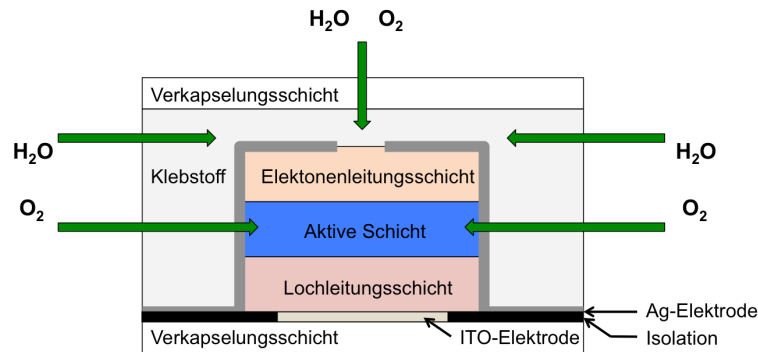 H₂O O₂
Verkapselungsschicht
H₂O
H₂O
Klebstoff
Elektonenleitungsschicht
O₂
O₂
Aktive Schicht
Lochleitungsschicht
Ag-Elektrode
Verkapselungsschicht
ITO-Elektrode
Isolation